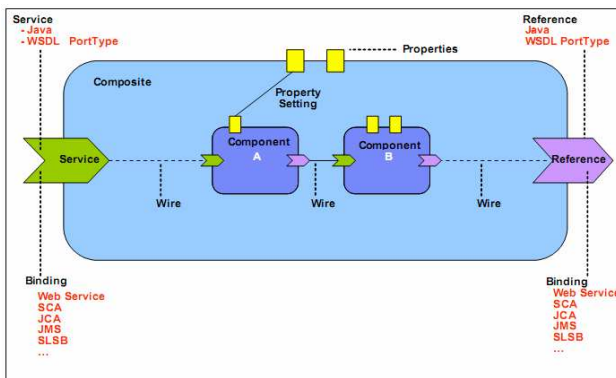 Service
- Java
- WSDL PortType
Reference
Java
WSDL PortType
Properties
Composite
Property
Setting
Service
Component
A
Component
B
Reference
Wire
Wire
Wire
Binding
Web Service
SCA
JCA
JMS
SLSB
...
Binding
Web Service
SCA
JCA
JMS
SLSB
...